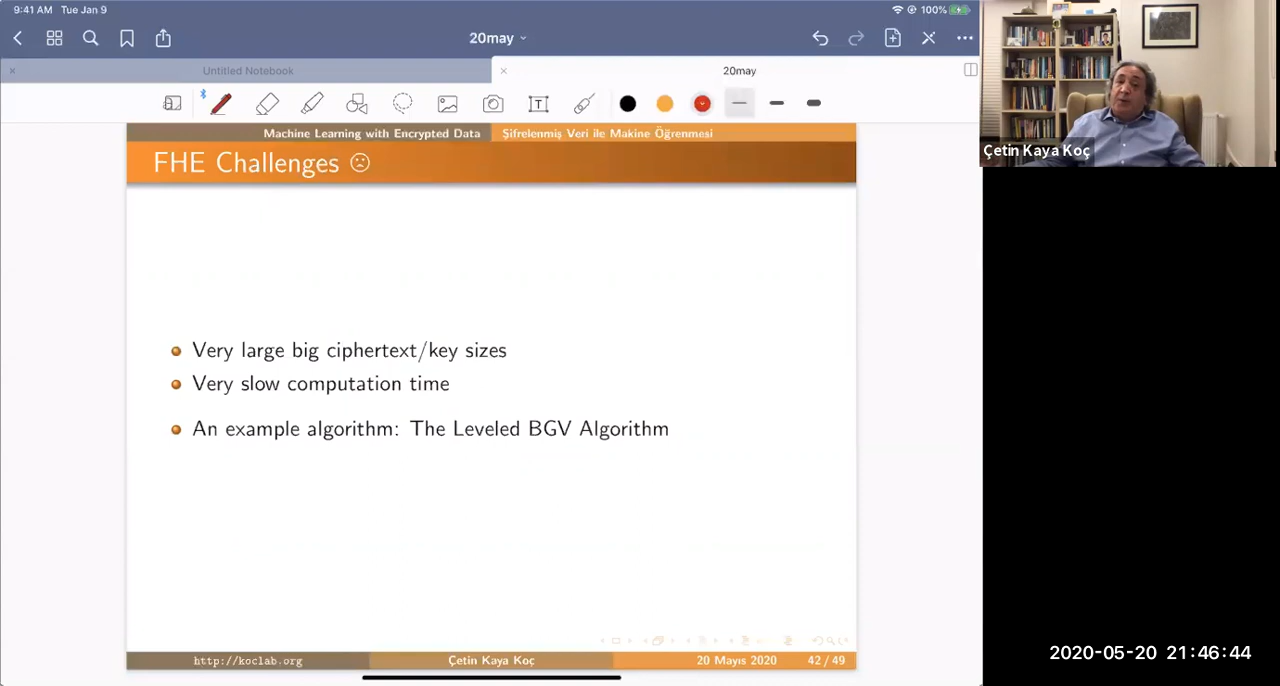 9:41 AM Tue Jan 9
100%
20may
Untitled Notebook
20may
T
Machine Learning with Encrypted Data
Şifrelenmiş Veri ile Makine Öğrenmesi
FHE Challenges
Very large big ciphertext/key sizes
Very slow computation time
An example algorithm: The Leveled BGV Algorithm
http://koclab.org
Çetin Kaya Koç
20 Mayıs 2020 42 / 49
Çetin Kaya Koç
2020-05-20 21:46:44